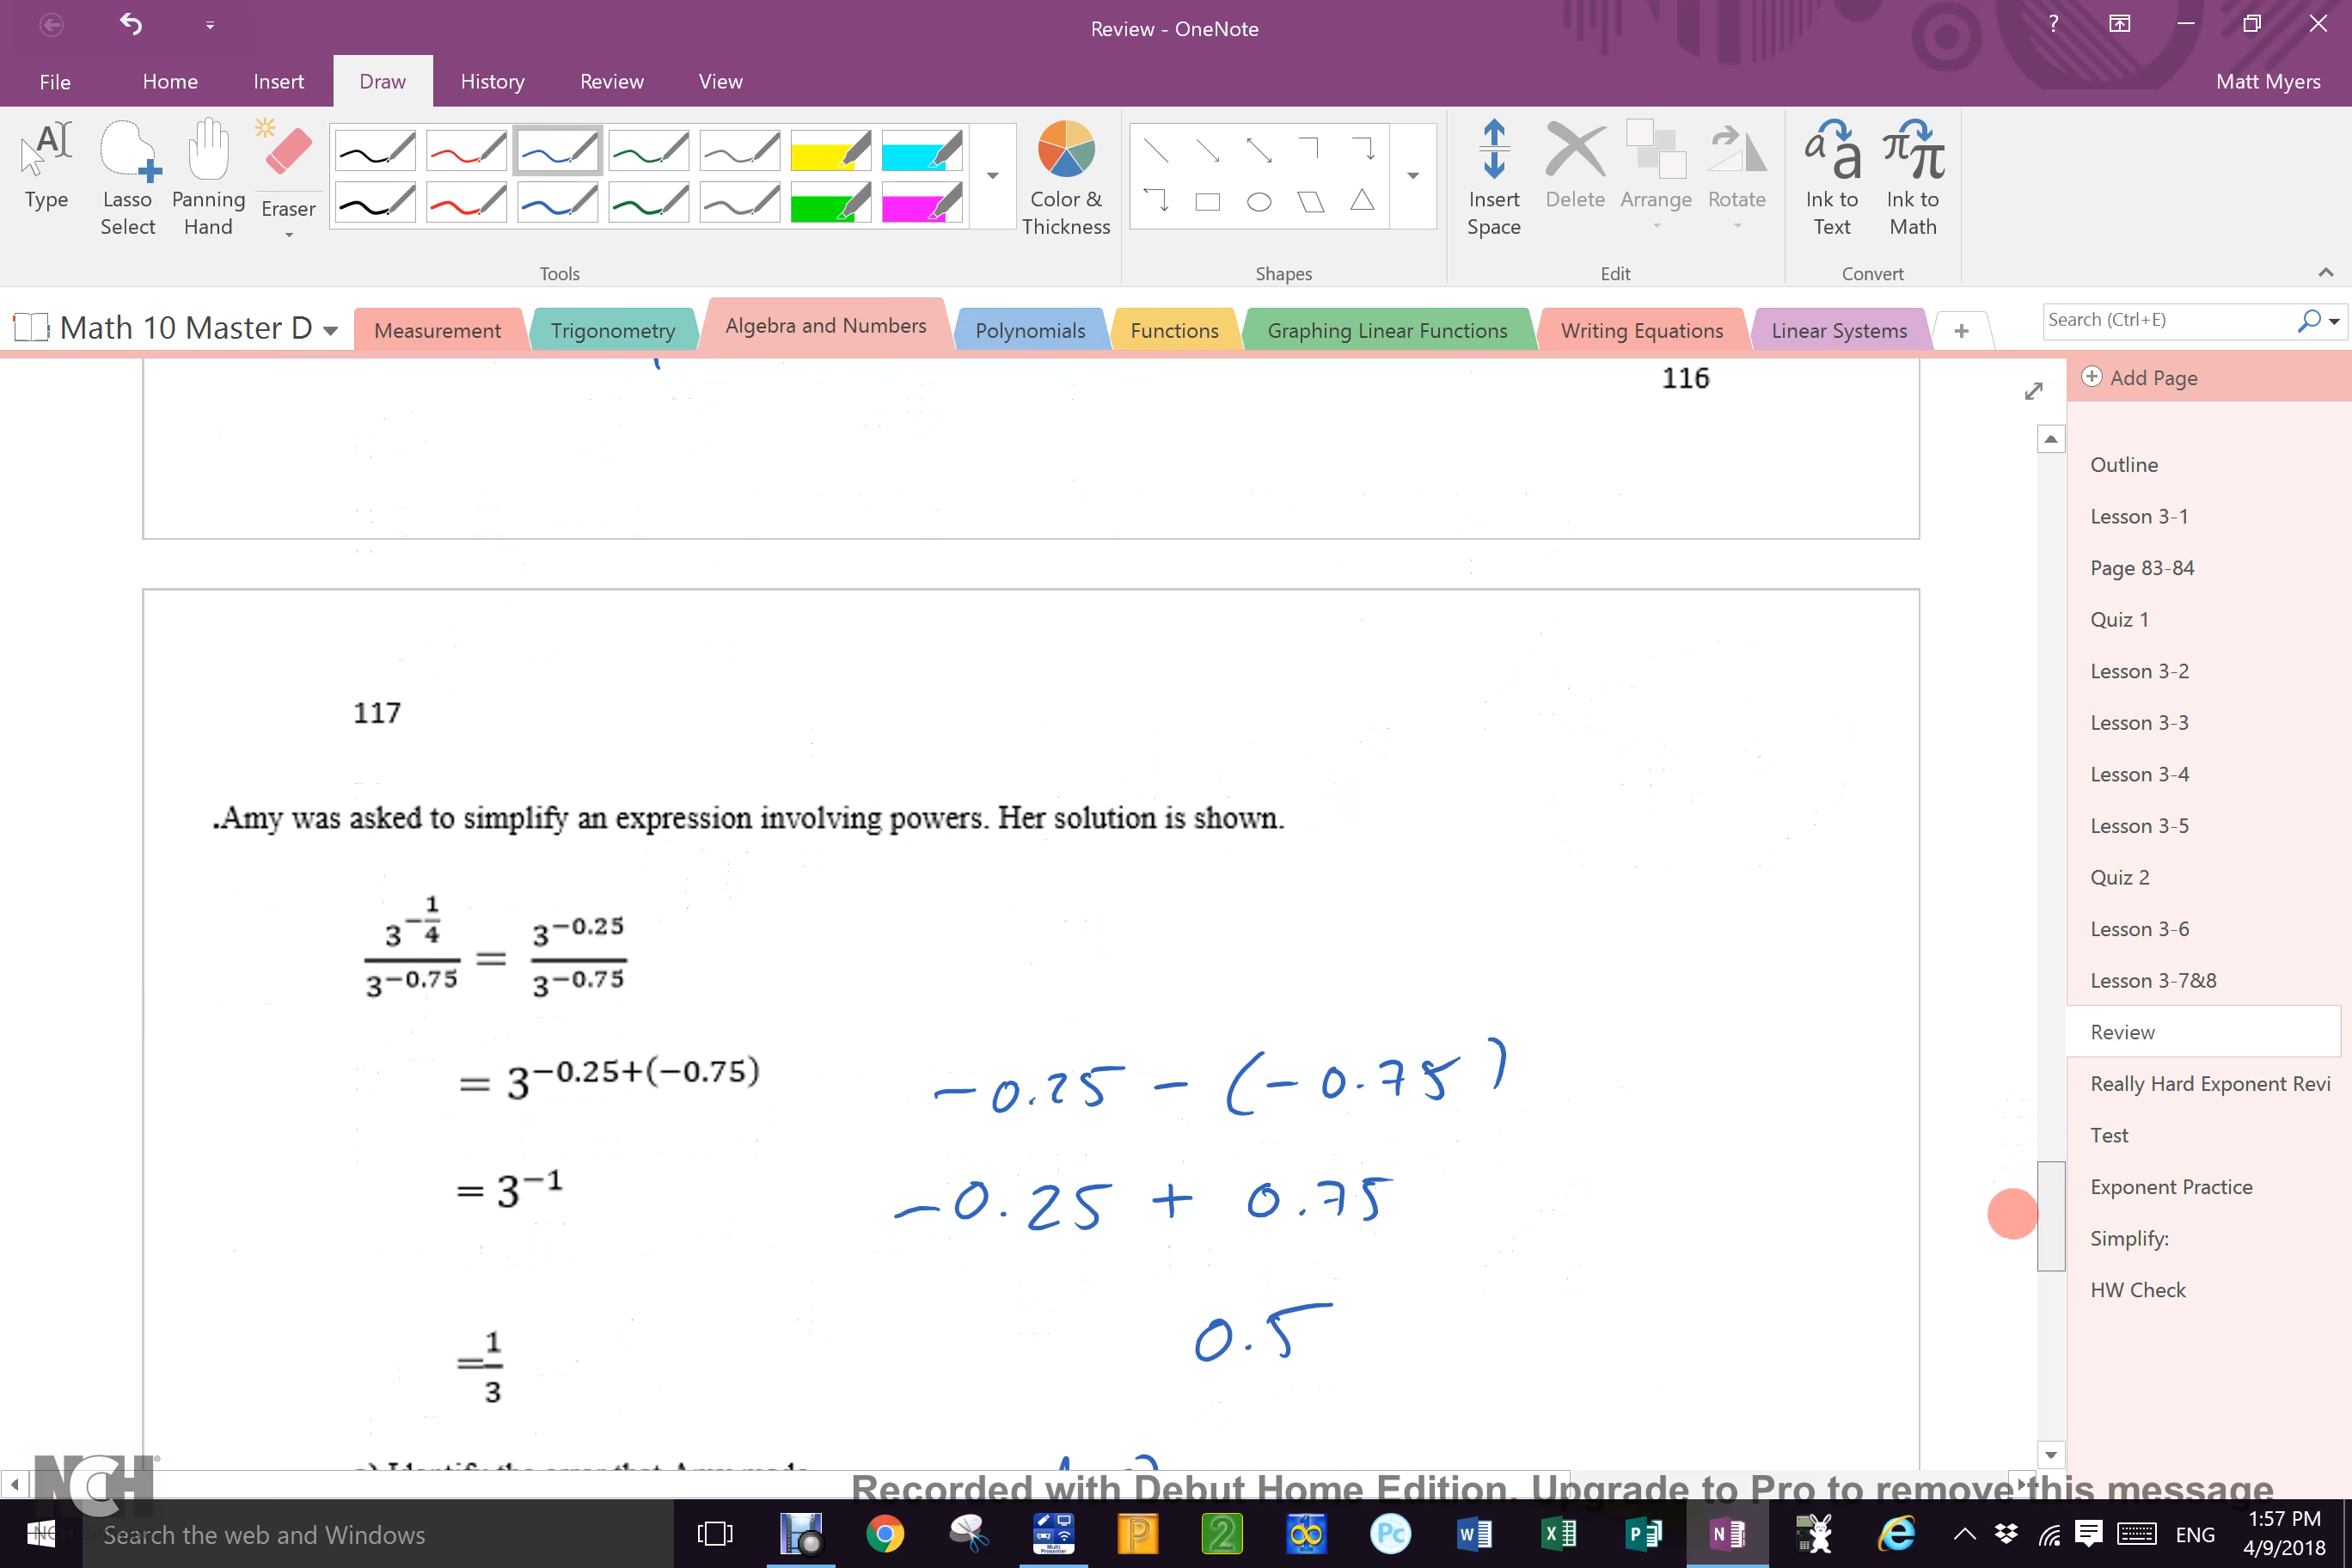 Review - OneNote
?
File Home Insert Draw History Review View Matt Myers
Type Lasso Select Panning Hand Eraser Color & Thickness Insert Space Delete Arrange Rotate Ink to Text Ink to Math
Tools Shapes Edit Convert
Math 10 Master D Measurement Trigonometry Algebra and Numbers Polynomials Functions Graphing Linear Functions Writing Equations Linear Systems + Search (Ctrl+E)
116
117
.Amy was asked to simplify an expression involving powers. Her solution is shown.
3^{-1/4} / 3^{-0.75} = 3^{-0.25} / 3^{-0.75}
= 3^{-0.25+(-0.75)}
-0.25 - (-0.75)
= 3^{-1}
-0.25 + 0.75
= 1/3
0.5
a) Identify the error that Amy made
Add Page
Outline
Lesson 3-1
Page 83-84
Quiz 1
Lesson 3-2
Lesson 3-3
Lesson 3-4
Lesson 3-5
Quiz 2
Lesson 3-6
Lesson 3-7&8
Review
Really Hard Exponent Revi
Test
Exponent Practice
Simplify:
HW Check
NCH
Recorded with Debut Home Edition. Upgrade to Pro to remove this message
Search the web and Windows
ENG
1:57 PM
4/9/2018